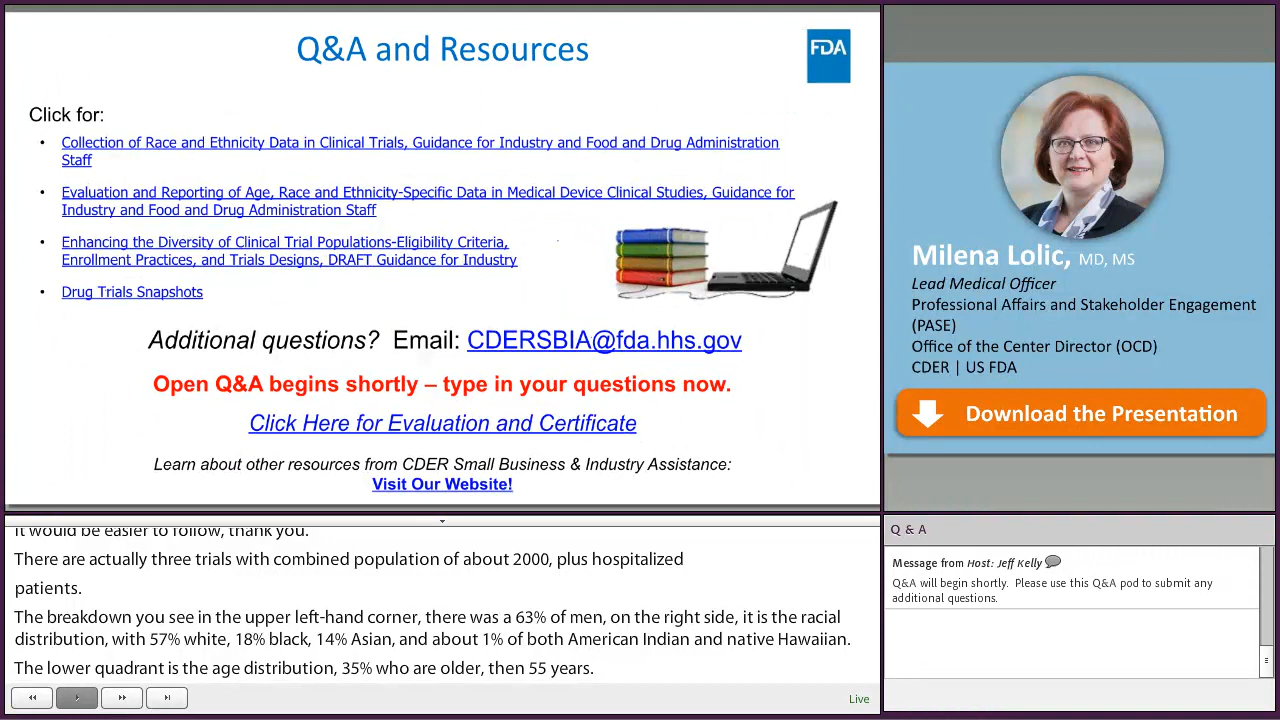 Q&A and Resources
FDA
Click for:
• Collection of Race and Ethnicity Data in Clinical Trials, Guidance for Industry and Food and Drug Administration
Staff
• Evaluation and Reporting of Age, Race and Ethnicity-Specific Data in Medical Device Clinical Studies, Guidance for
Industry and Food and Drug Administration Staff
• Enhancing the Diversity of Clinical Trial Populations-Eligibility Criteria,
Enrollment Practices, and Trials Designs, DRAFT Guidance for Industry
• Drug Trials Snapshots
Additional questions? Email: CDERSBIA@fda.hhs.gov
Open Q&A begins shortly – type in your questions now.
Click Here for Evaluation and Certificate
Learn about other resources from CDER Small Business & Industry Assistance:
Visit Our Website!
Milena Lolic, MD, MS
Lead Medical Officer
Professional Affairs and Stakeholder Engagement
(PASE)
Office of the Center Director (OCD)
CDER | US FDA
Download the Presentation
it would be easier to follow, thank you.
There are actually three trials with combined population of about 2000, plus hospitalized
patients.
The breakdown you see in the upper left-hand corner, there was a 63% of men, on the right side, it is the racial
distribution, with 57% white, 18% black, 14% Asian, and about 1% of both American Indian and native Hawaiian.
The lower quadrant is the age distribution, 35% who are older, then 55 years.
Live
Q & A
Message from Host: Jeff Kelly
Q&A will begin shortly. Please use this Q&A pod to submit any
additional questions.